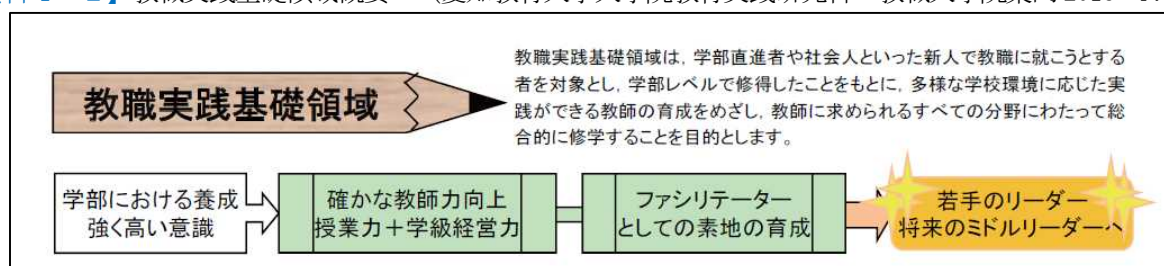 教職実践基礎領域
教職実践基礎領域は，学部直進者や社会人といった新人で教職に就こうとする
者を対象とし，学部レベルで修得したことをもとに，多様な学校環境に応じた実
践ができる教師の育成をめざし，教師に求められるすべての分野にわたって総
合的に修学することを目的とします。
学部における養成
強く高い意識
確かな教師力向上
授業力＋学級経営力
ファシリテーター
としての素地の育成
若手のリーダー
将来のミドルリーダーへ